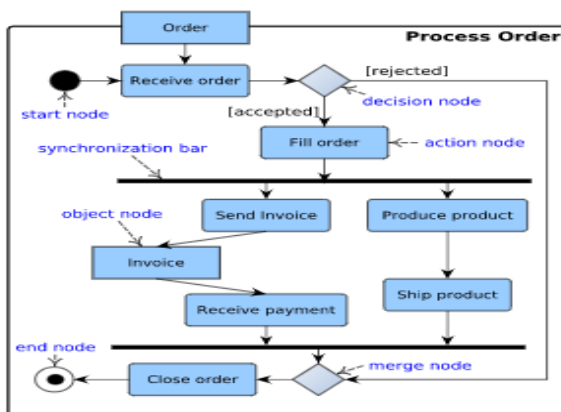 Order
Process Order
Receive order
[rejected]
start node
decision node
[accepted]
Fill order
action node
synchronization bar
Send Invoice
Produce product
object node
Invoice
Ship product
Receive payment
end node
merge node
Close order